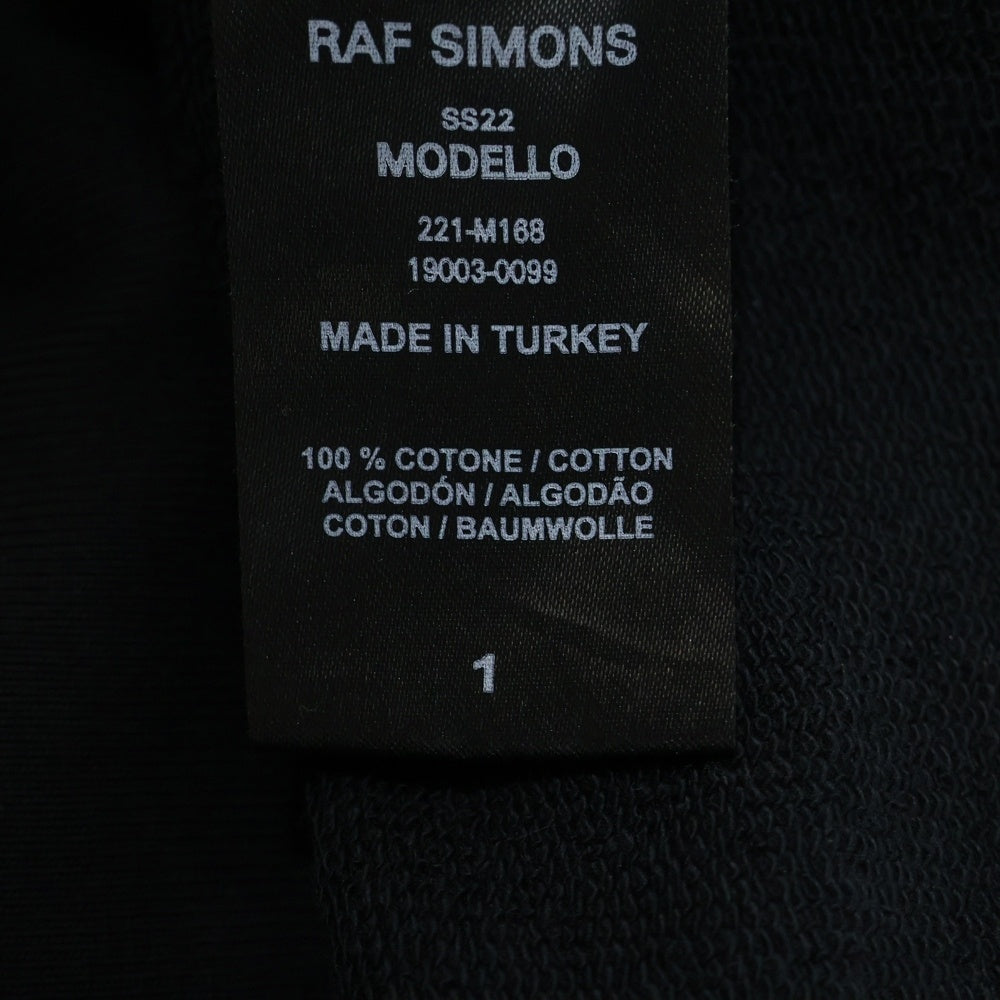 RAF SIMONS
SS22
MODELLO
221-M168
19003-0099
MADE IN TURKEY
100 % COTONE / COTTON
ALGODÓN / ALGODÃO
COTON / BAUMWOLLE
1